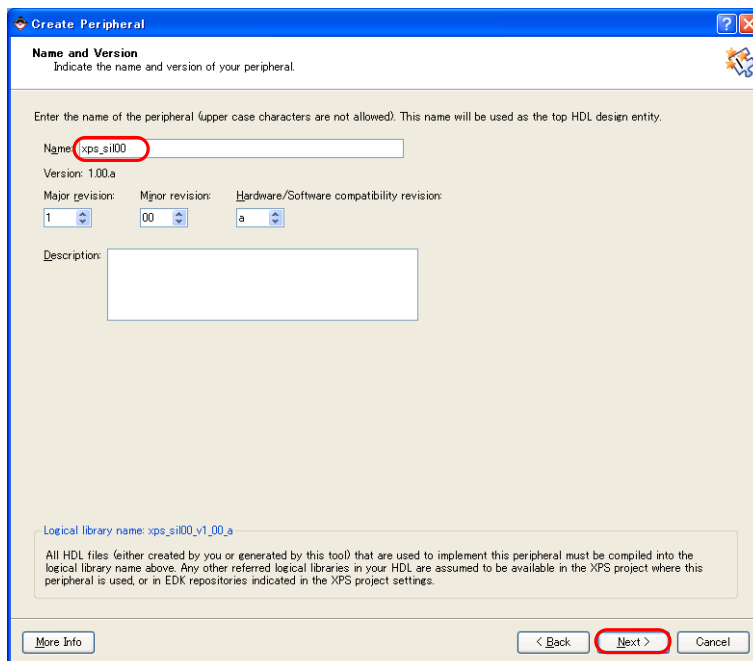 Create Peripheral
Name and Version
Indicate the name and version of your peripheral.
Enter the name of the peripheral (upper case characters are not allowed). This name will be used as the top HDL design entity.
Name: xps_sil00
Version: 1.00.a
Major revision: Minor revision: Hardware/Software compatibility revision:
1 00 a
Description:
Logical library name: xps_sil00_v1_00_a
All HDL files (either created by you or generated by this tool) that are used to implement this peripheral must be compiled into the
logical library name above. Any other referred logical libraries in your HDL are assumed to be available in the XPS project where this
peripheral is used, or in EDK repositories indicated in the XPS project settings.
More Info < Back Next > Cancel